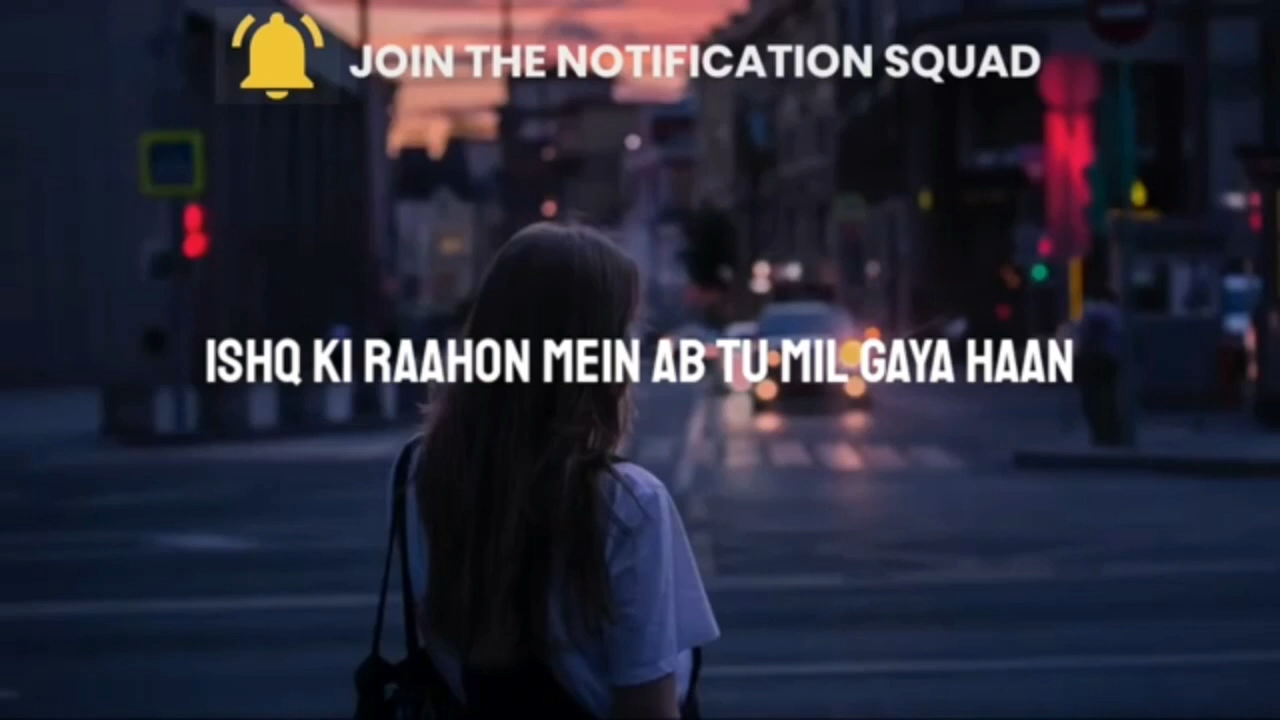 JOIN THE NOTIFICATION SQUAD
ISHQ KI RAAHON MEIN AB TU MIL GAYA HAAN